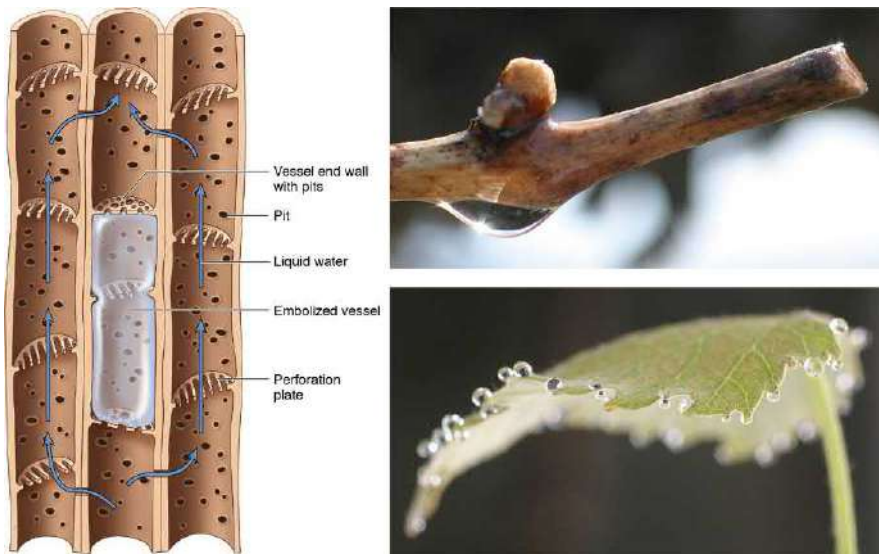 Vessel end wall
with pits
Pit
Liquid water
Embolized vessel
Perforation
plate